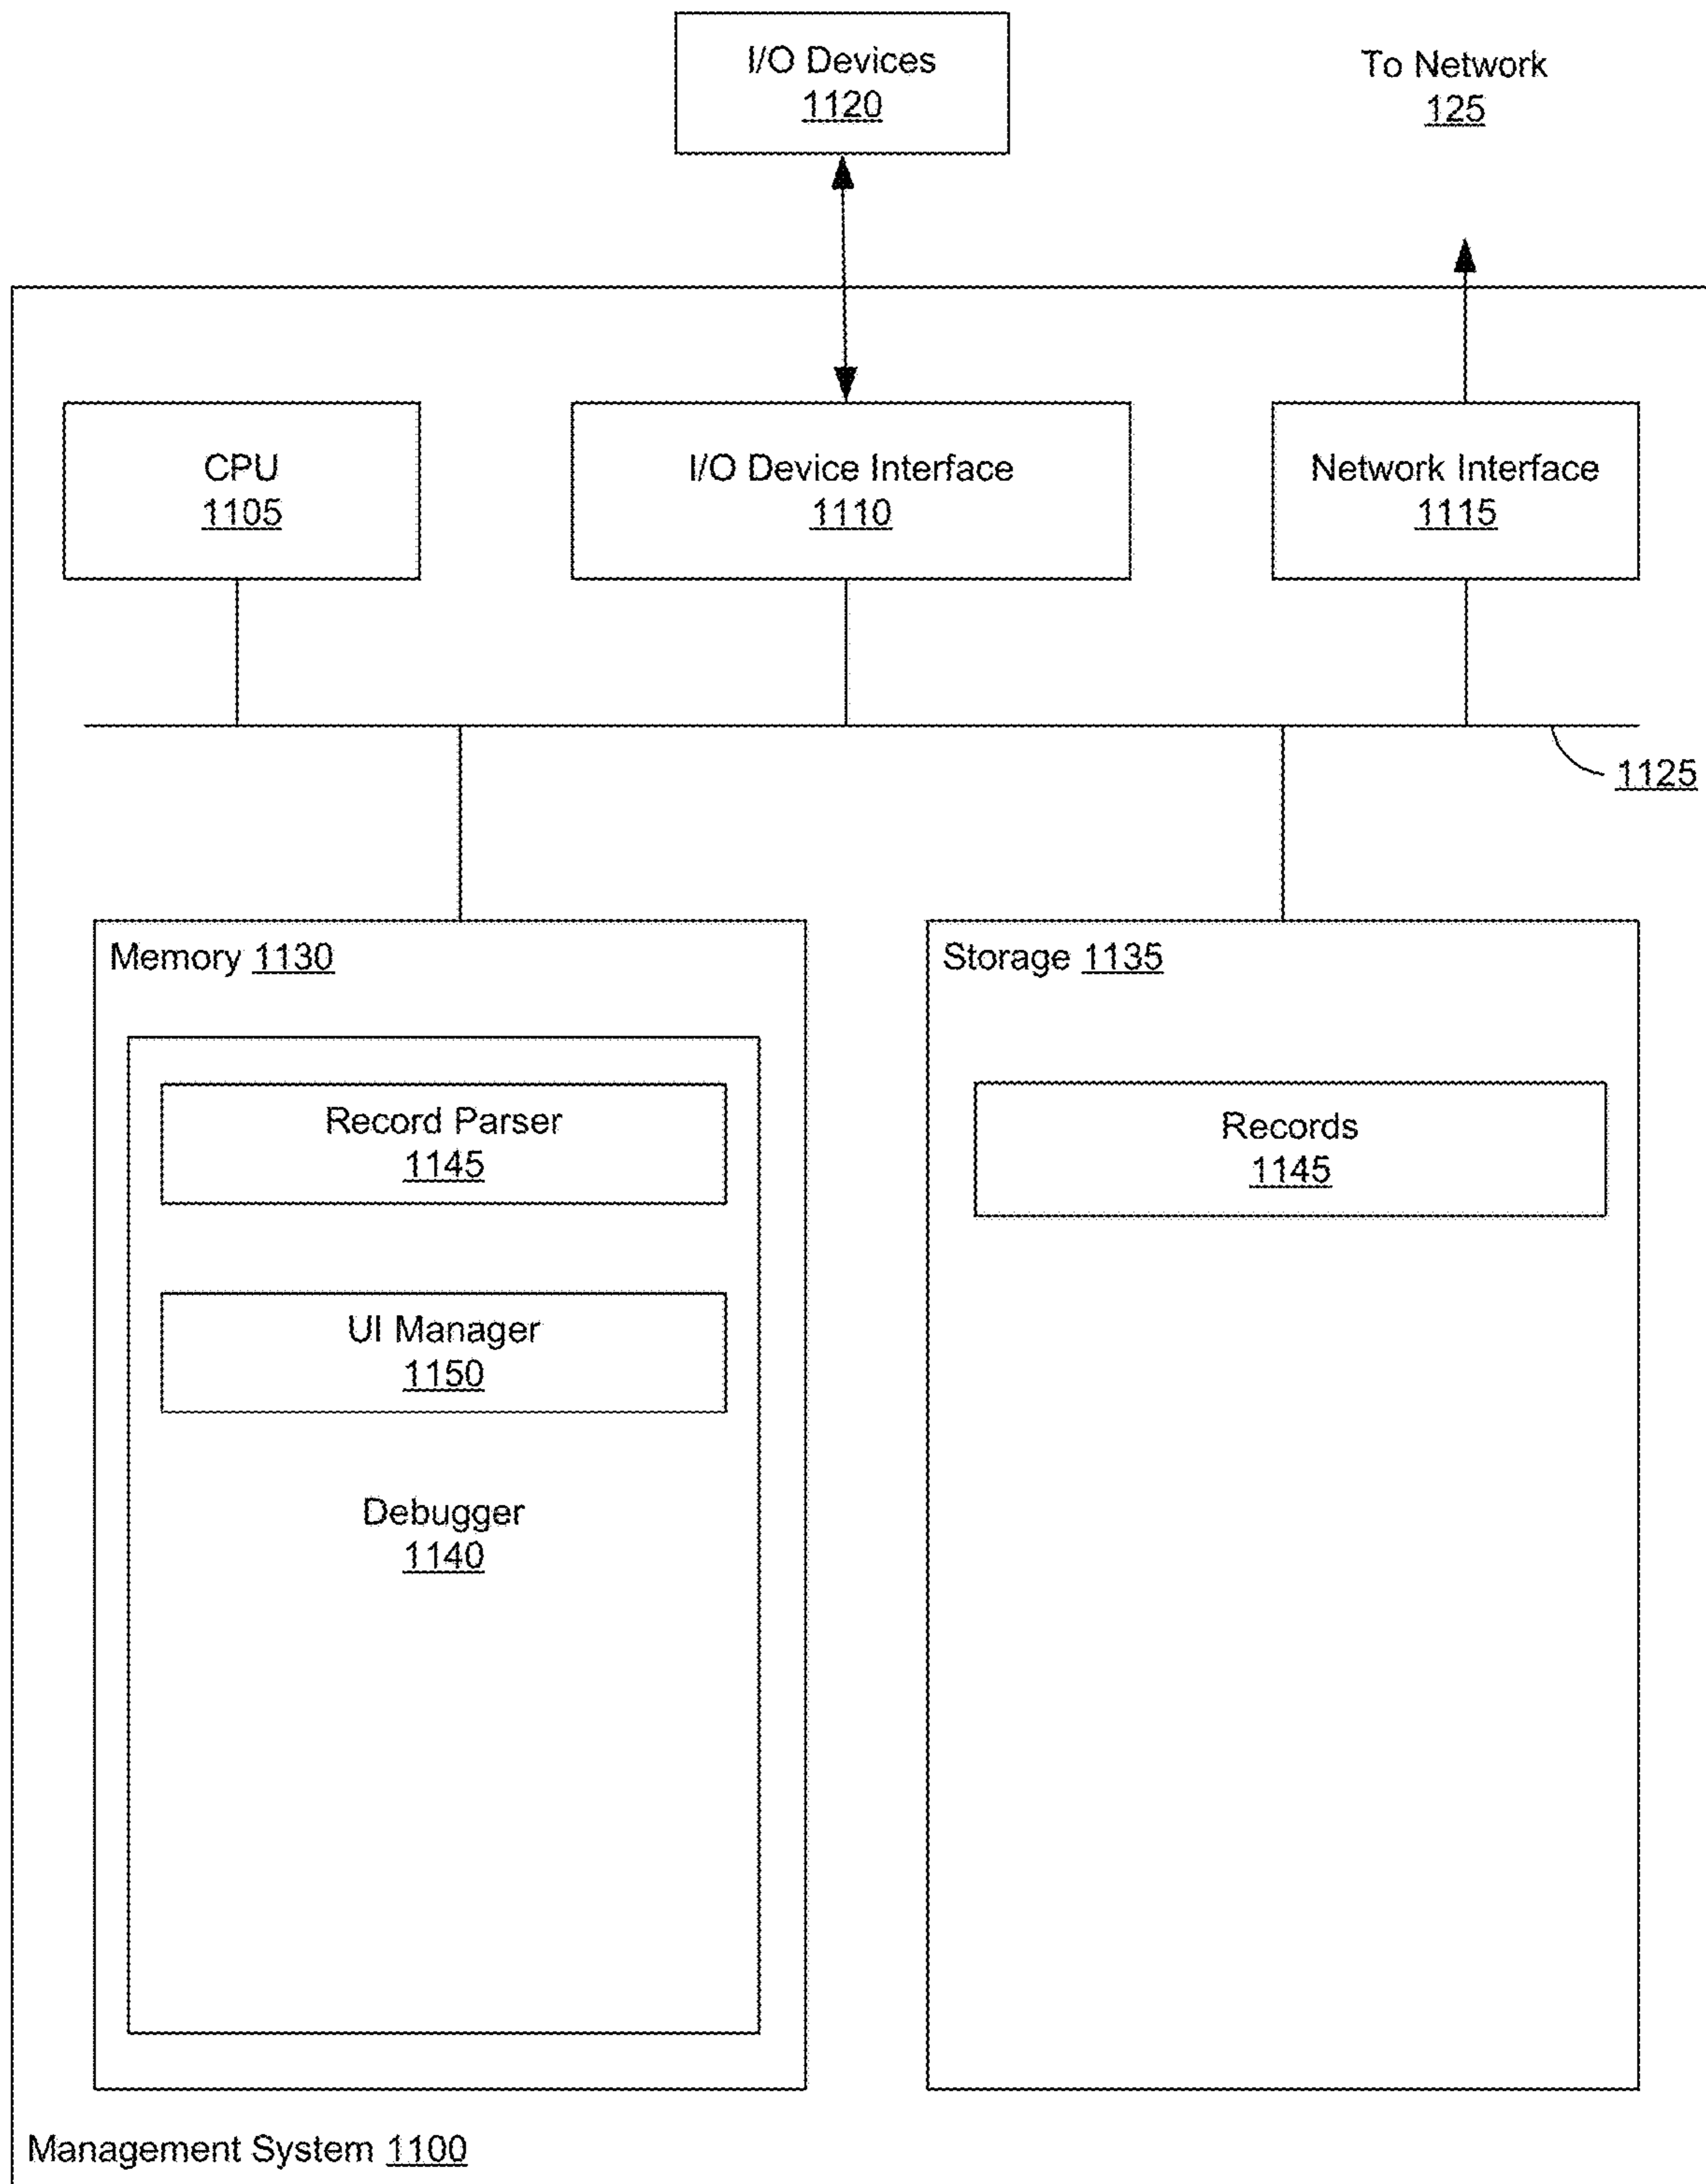 I/O Devices
1120
To Network
125
CPU
1105
I/O Device Interface
1110
Network Interface
1115
1125
Memory 1130
Record Parser
1145
UI Manager
1150
Debugger
1140
Storage 1135
Records
1145
Management System 1100